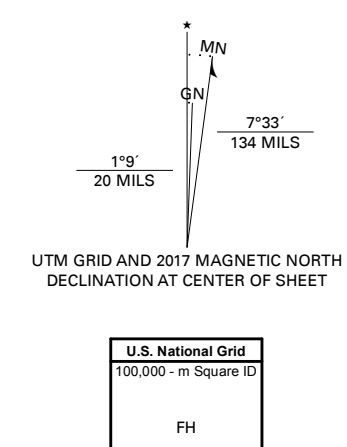 MN
GN
7°33´
134 MILS
1°9´
20 MILS
UTM GRID AND 2017 MAGNETIC NORTH
DECLINATION AT CENTER OF SHEET
U.S. National Grid
100,000 - m Square ID
FH